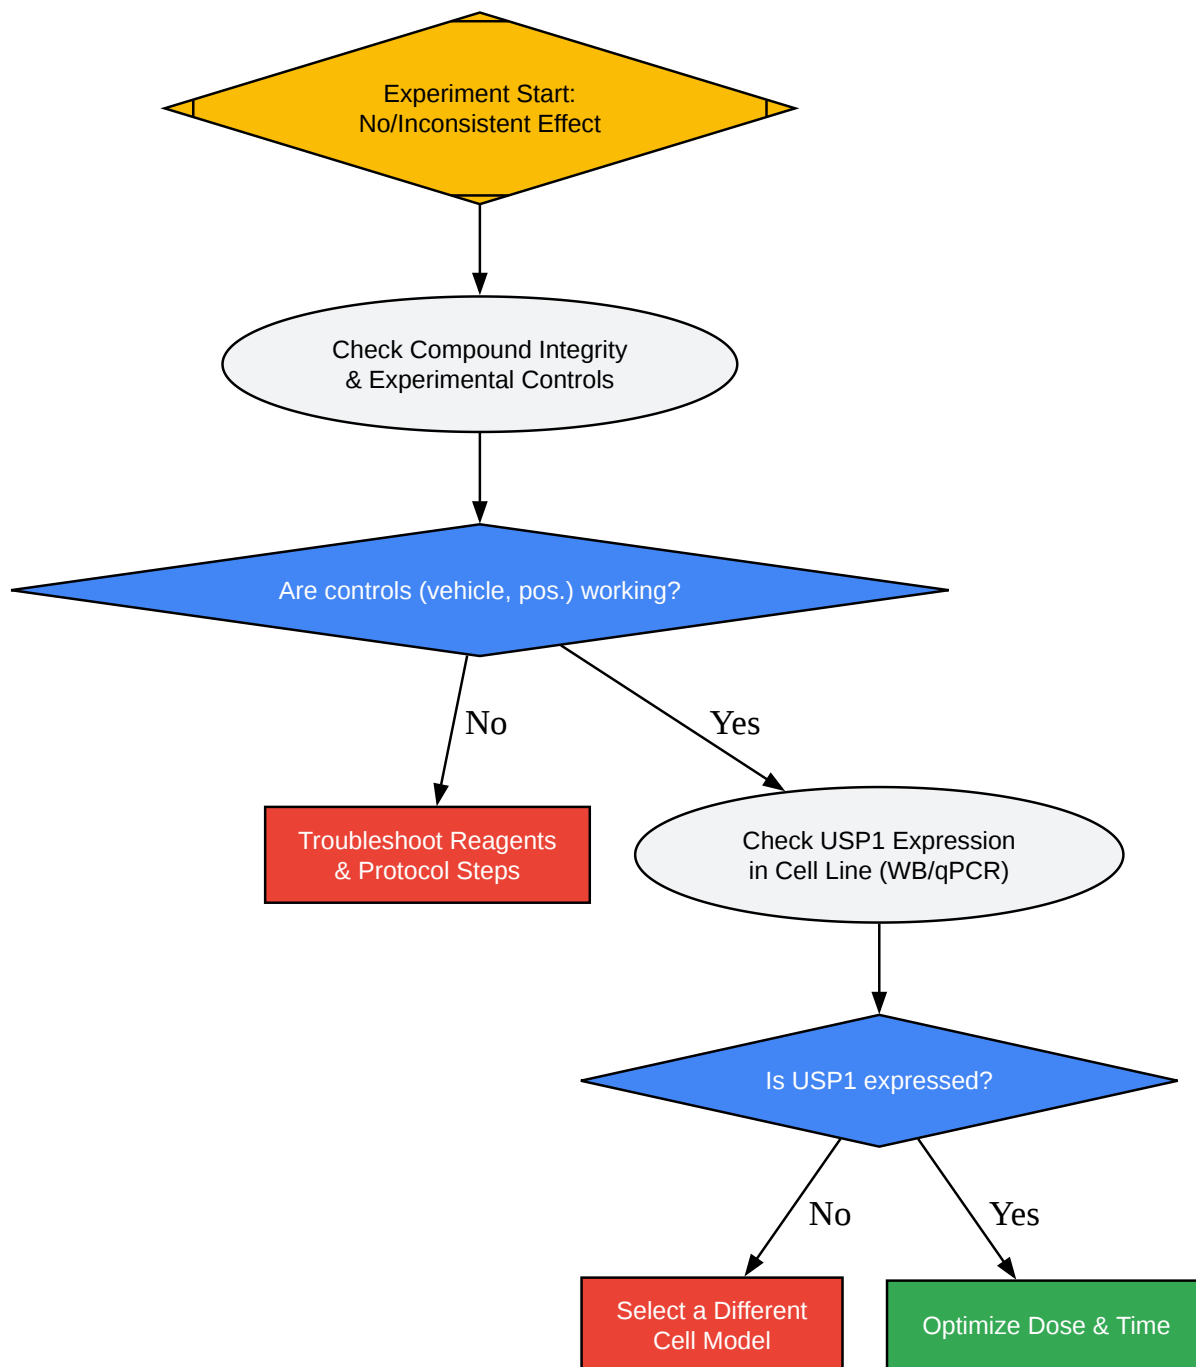 Experiment Start:
No/Inconsistent Effect
Check Compound Integrity
& Experimental Controls
Are controls (vehicle, pos.) working?
No
Yes
Troubleshoot Reagents
& Protocol Steps
Check USP1 Expression
in Cell Line (WB/qPCR)
Is USP1 expressed?
No
Yes
Select a Different
Cell Model
Optimize Dose & Time